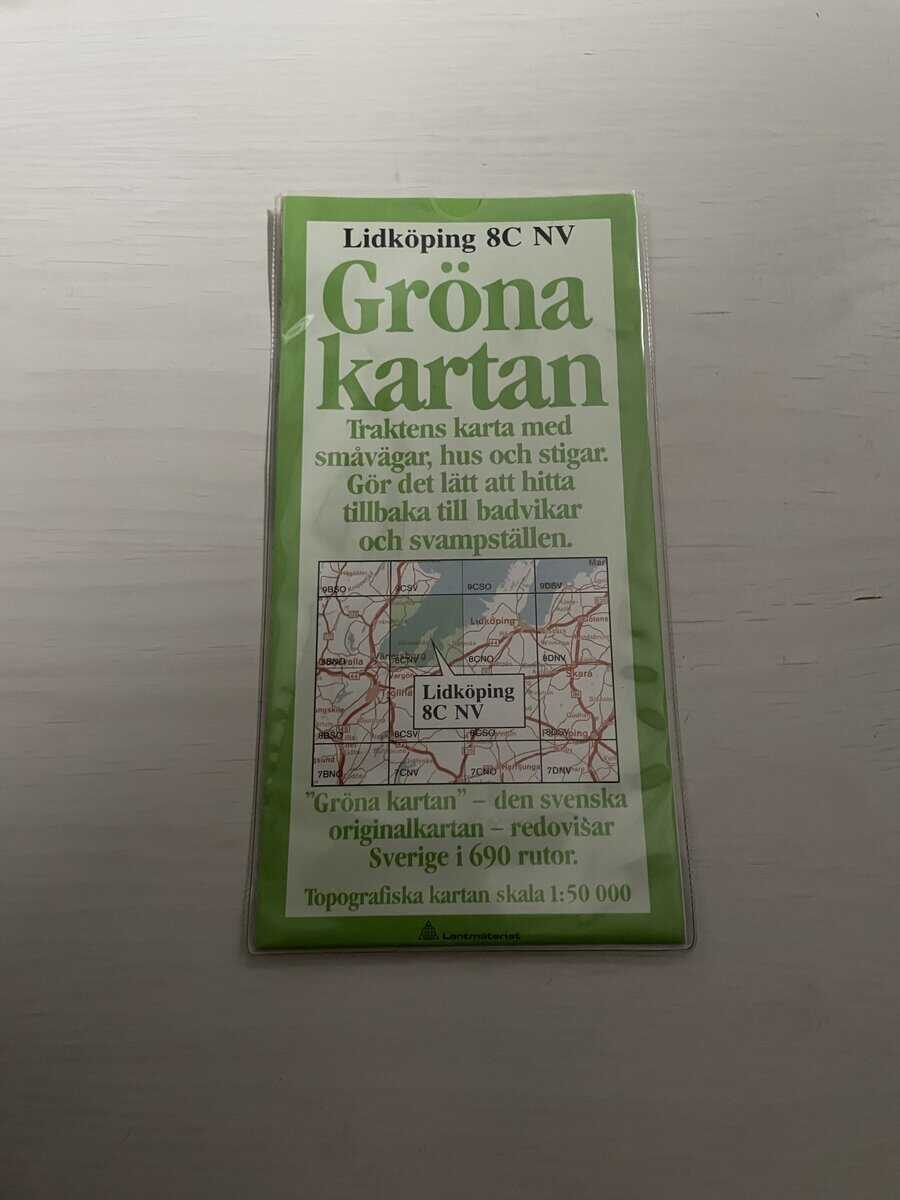 Lidköping 8C NV
Gröna
kartan
Traktens karta med
småvägar, hus och stigar.
Gör det lätt att hitta
tillbaka till badvikar
och svampställen.
9BSO 9CSV 9CSO 9DSV
Lidköping
8CNV 8CNO 8DNV
Skara
Lidköping
8C NV
8BSO 8CSV 8CSO 8DSV
Herrljunga
7BNO 7CNV 7CNO 7DNV
"Gröna kartan" – den svenska
originalkartan – redovisar
Sverige i 690 rutor.
Topografiska kartan skala 1:50 000
Lantmäteriet